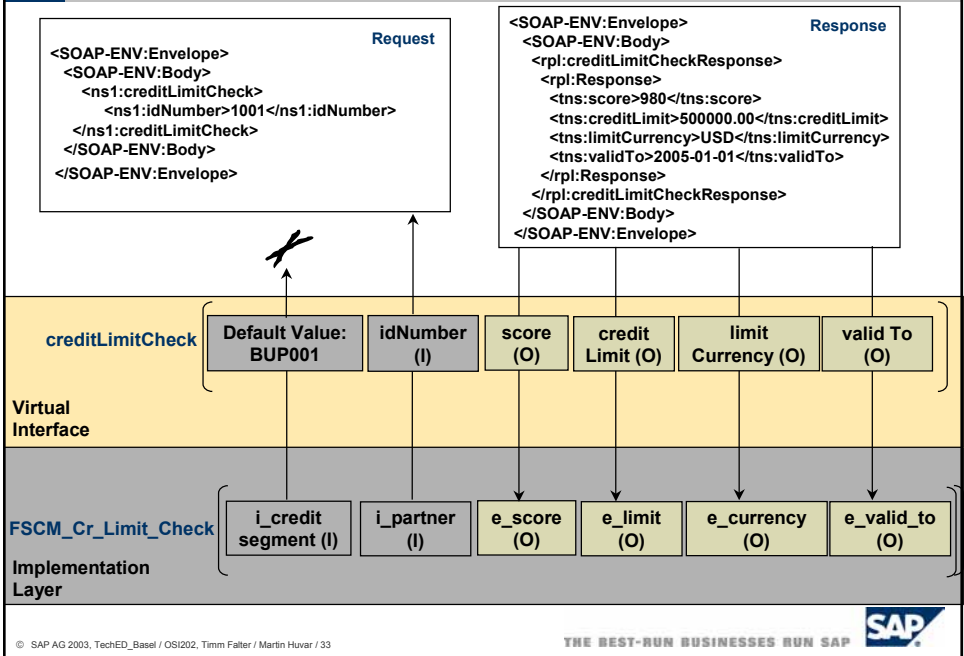 Request
<SOAP-ENV:Envelope>
<SOAP-ENV:Body>
<ns1:creditLimitCheck>
<ns1:idNumber>1001</ns1:idNumber>
</ns1:creditLimitCheck>
</SOAP-ENV:Body>
</SOAP-ENV:Envelope>
Response
<SOAP-ENV:Envelope>
<SOAP-ENV:Body>
<rpl:creditLimitCheckResponse>
<rpl:Response>
<tns:score>980</tns:score>
<tns:creditLimit>500000.00</tns:creditLimit>
<tns:limitCurrency>USD</tns:limitCurrency>
<tns:validTo>2005-01-01</tns:validTo>
</rpl:Response>
</rpl:creditLimitCheckResponse>
</SOAP-ENV:Body>
</SOAP-ENV:Envelope>
creditLimitCheck
Default Value:
BUP001
idNumber
(I)
score
(O)
credit
Limit (O)
limit
Currency (O)
valid To
(O)
Virtual
Interface
FSCM_Cr_Limit_Check
i_credit
segment (I)
i_partner
(I)
e_score
(O)
e_limit
(O)
e_currency
(O)
e_valid_to
(O)
Implementation
Layer
© SAP AG 2003, TechED_Basel / OSI202, Timm Falter / Martin Huvar / 33
THE BEST-RUN BUSINESSES RUN SAP
SAP